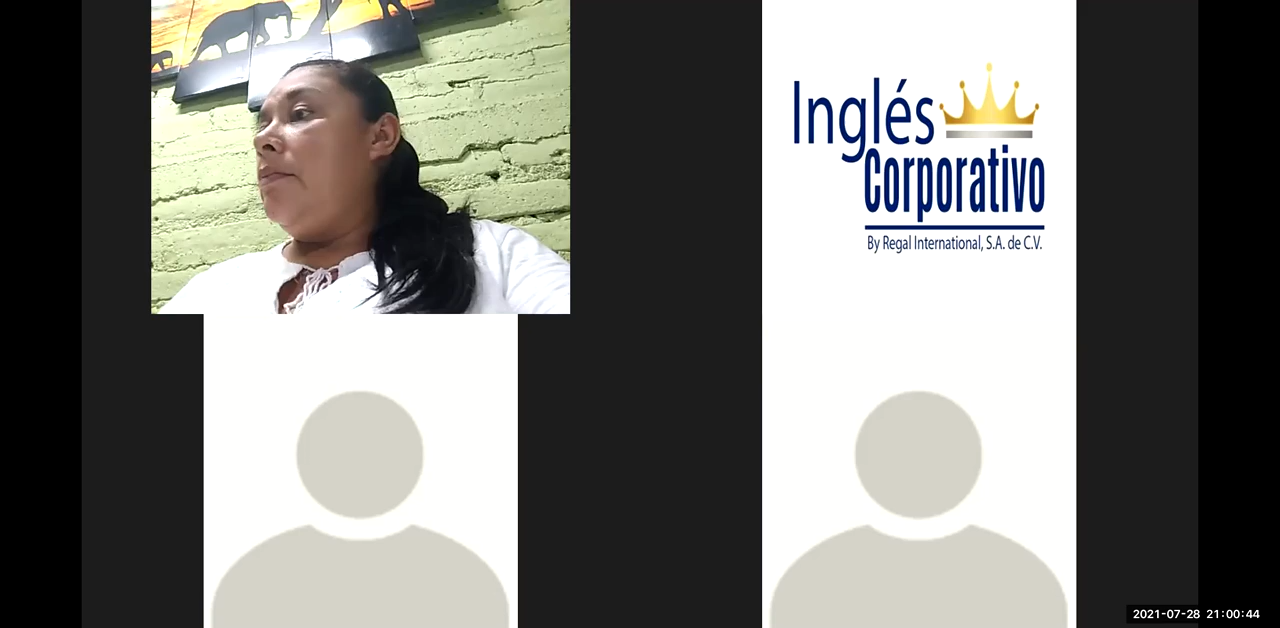 Inglés
Corporativo
By Regal International, S.A. de C.V.
2021-07-28 21:00:44